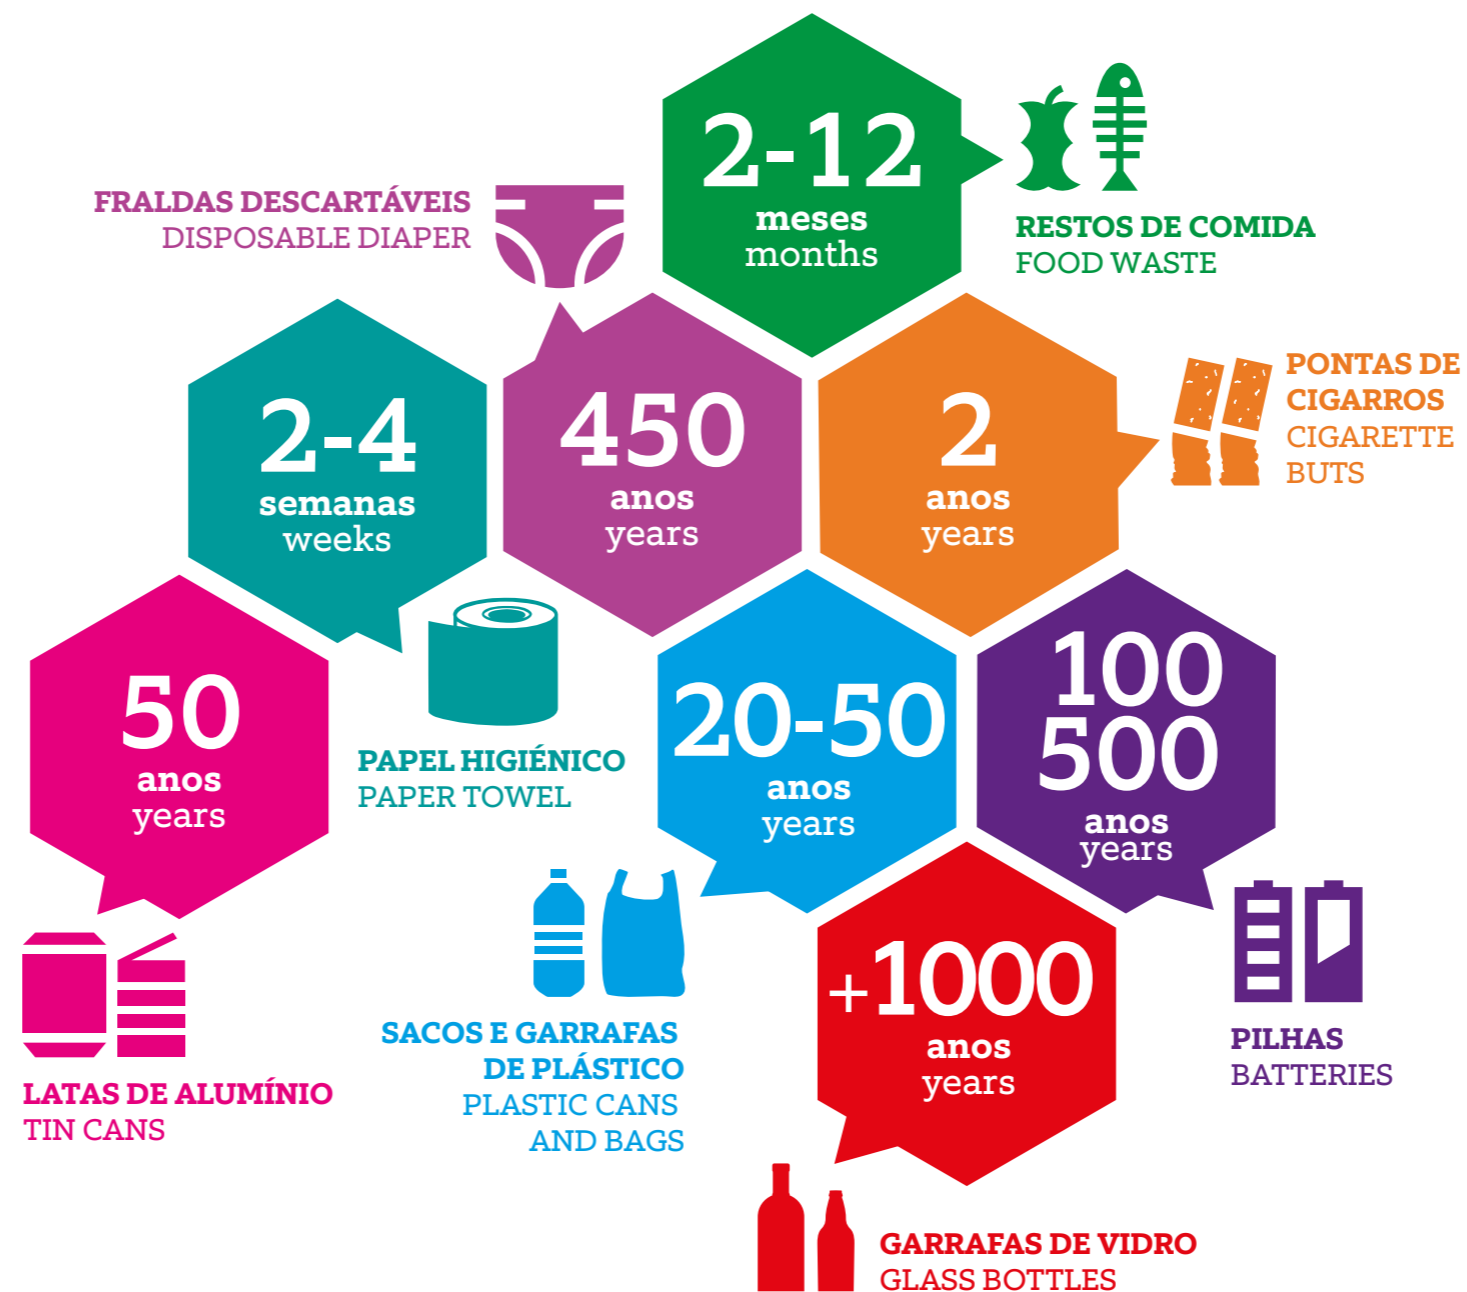 2-12
meses
months
RESTOS DE COMIDA
FOOD WASTE
FRALDAS DESCARTÁVEIS
DISPOSABLE DIAPER
450
anos
years
2
anos
years
PONTAS DE
CIGARROS
CIGARETTE
BUTS
2-4
semanas
weeks
PAPEL HIGIÉNICO
PAPER TOWEL
50
anos
years
LATAS DE ALUMÍNIO
TIN CANS
20-50
anos
years
SACOS E GARRAFAS
DE PLÁSTICO
PLASTIC CANS
AND BAGS
100
500
anos
years
PILHAS
BATTERIES
+1000
anos
years
GARRAFAS DE VIDRO
GLASS BOTTLES